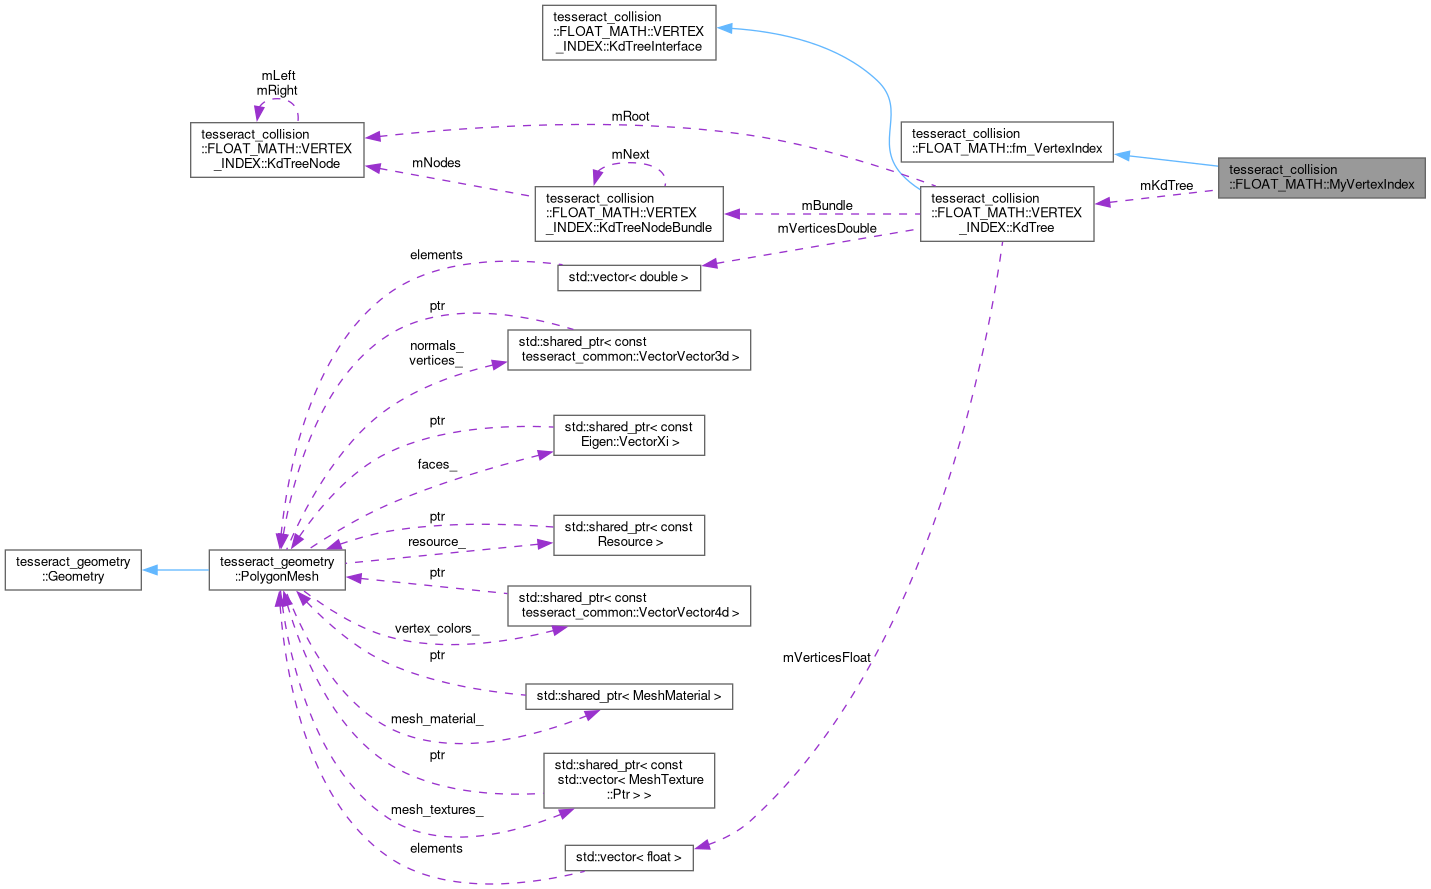 tesseract_collision
::FLOAT_MATH::VERTEX
_INDEX::KdTreeInterface
mLeft
mRight
tesseract_collision
::FLOAT_MATH::VERTEX
_INDEX::KdTreeNode
mRoot
mNodes
mNext
tesseract_collision
::FLOAT_MATH::VERTEX
_INDEX::KdTreeNodeBundle
tesseract_collision
::FLOAT_MATH::fm_VertexIndex
tesseract_collision
::FLOAT_MATH::MyVertexIndex
mKdTree
tesseract_collision
::FLOAT_MATH::VERTEX
_INDEX::KdTree
mBundle
mVerticesDouble
elements
std::vector< double >
ptr
std::shared_ptr< const
tesseract_common::VectorVector3d >
normals_
vertices_
ptr
std::shared_ptr< const
Eigen::VectorXi >
faces_
ptr
std::shared_ptr< const
Resource >
resource_
tesseract_geometry
::Geometry
tesseract_geometry
::PolygonMesh
ptr
std::shared_ptr< const
tesseract_common::VectorVector4d >
vertex_colors_
ptr
mVerticesFloat
std::shared_ptr< MeshMaterial >
mesh_material_
ptr
std::shared_ptr< const
std::vector< MeshTexture
::Ptr > >
mesh_textures_
elements
std::vector< float >